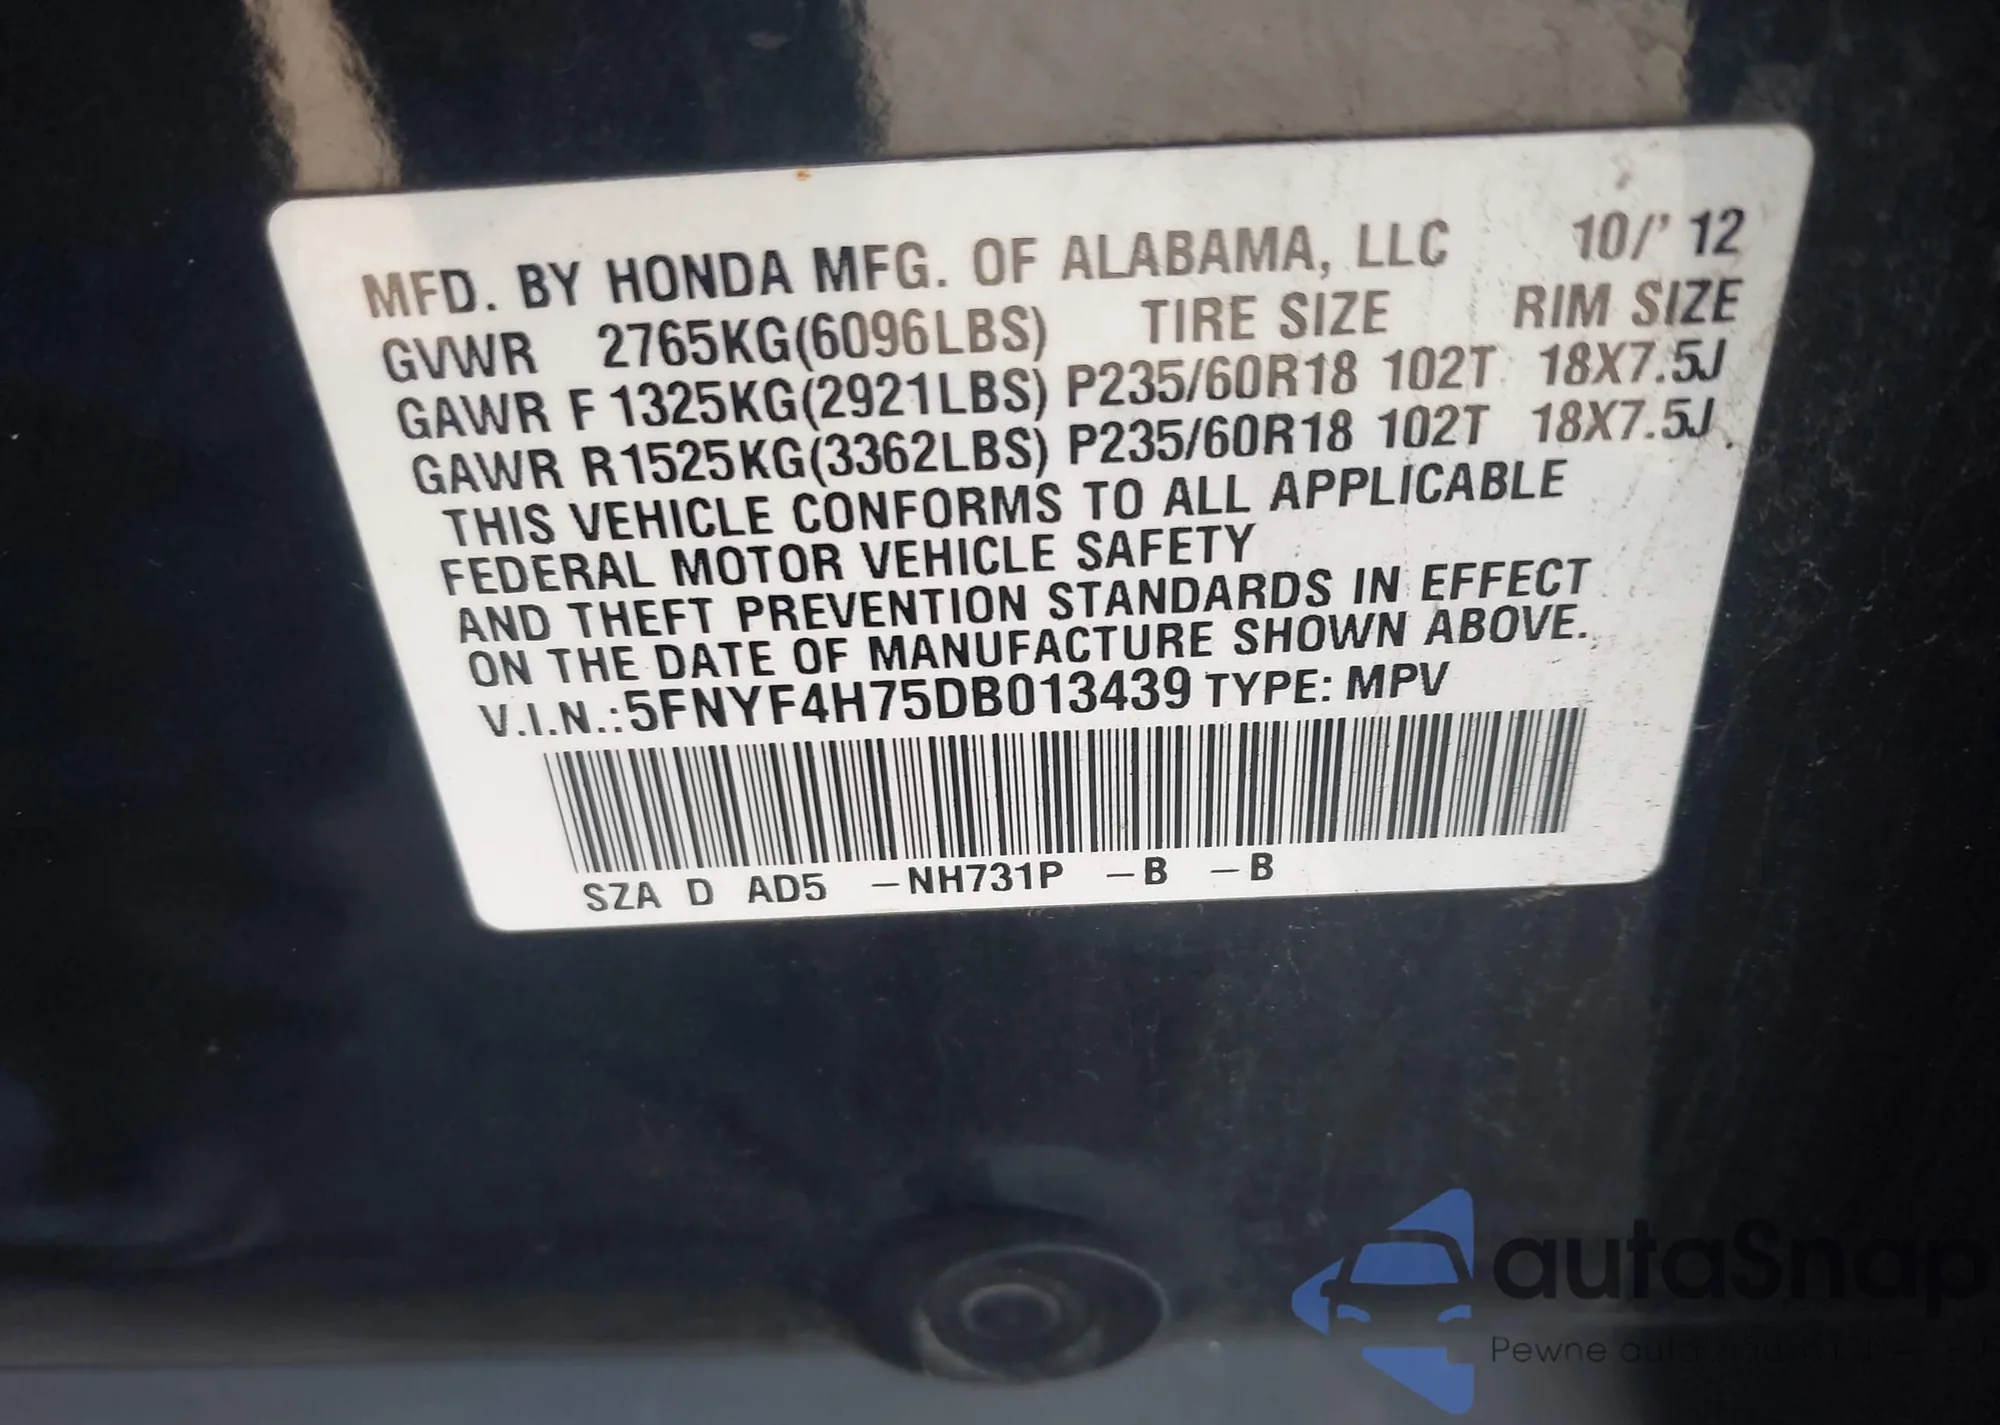 MFD. BY HONDA MFG. OF ALABAMA, LLC 10/'12
GVWR 2765KG(6096LBS) TIRE SIZE RIM SIZE
GAWR F 1325KG(2921LBS) P235/60R18 102T 18X7.5J
GAWR R1525KG(3362LBS) P235/60R18 102T 18X7.5J
THIS VEHICLE CONFORMS TO ALL APPLICABLE
FEDERAL MOTOR VEHICLE SAFETY
AND THEFT PREVENTION STANDARDS IN EFFECT
ON THE DATE OF MANUFACTURE SHOWN ABOVE.
V.I.N.:5FNYF4H75DB013439 TYPE: MPV
SZA D AD5 -NH731P -B -B
autaSnap
Pewne